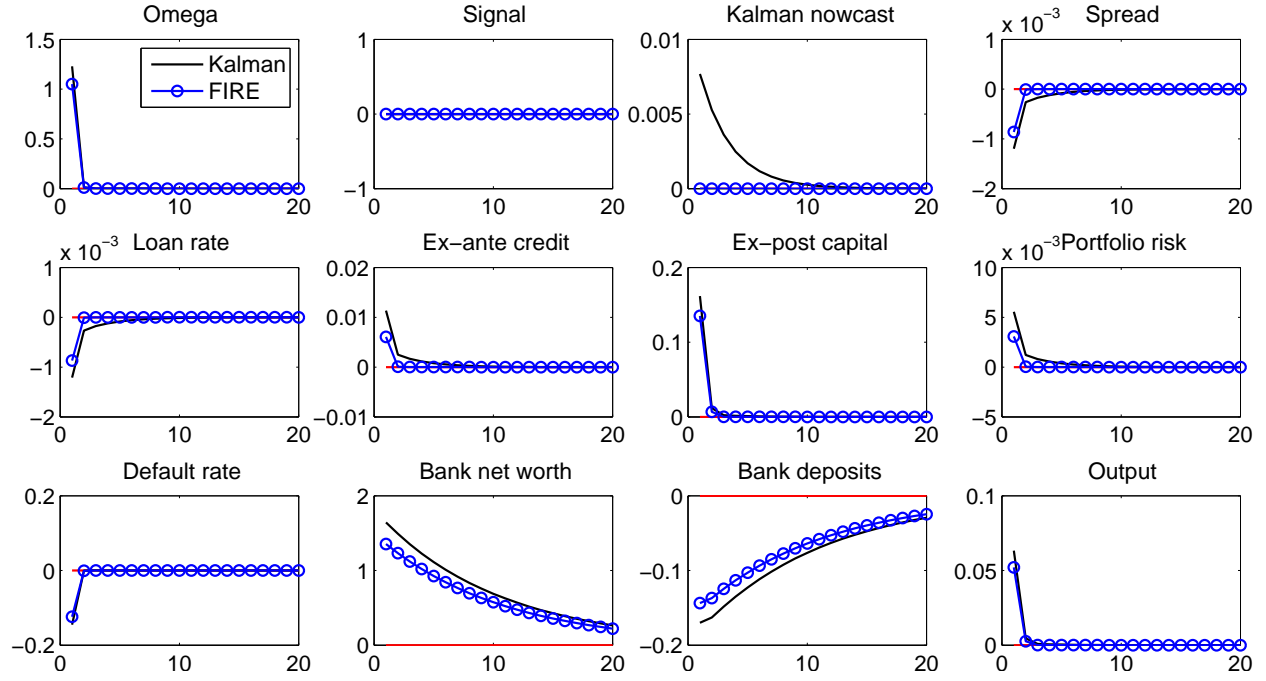 Omega
Signal
Kalman nowcast
x 10⁻³ Spread
1.5
1
0.5
0
0 10 20
Kalman
FIRE
1
0
−1
0 10 20
0.01
0.005
0
0 10 20
1
0
−1
−2
0 10 20
x 10⁻³ Loan rate
Ex−ante credit
Ex−post capital
x 10⁻³ Portfolio risk
1
0
−1
−2
0 10 20
0.02
0.01
0
−0.01
0 10 20
0.2
0.1
0
0 10 20
10
5
0
−5
0 10 20
Default rate
Bank net worth
Bank deposits
Output
0.2
0
−0.2
0 10 20
2
1
0
0 10 20
0
−0.1
−0.2
0 10 20
0.1
0.05
0
0 10 20